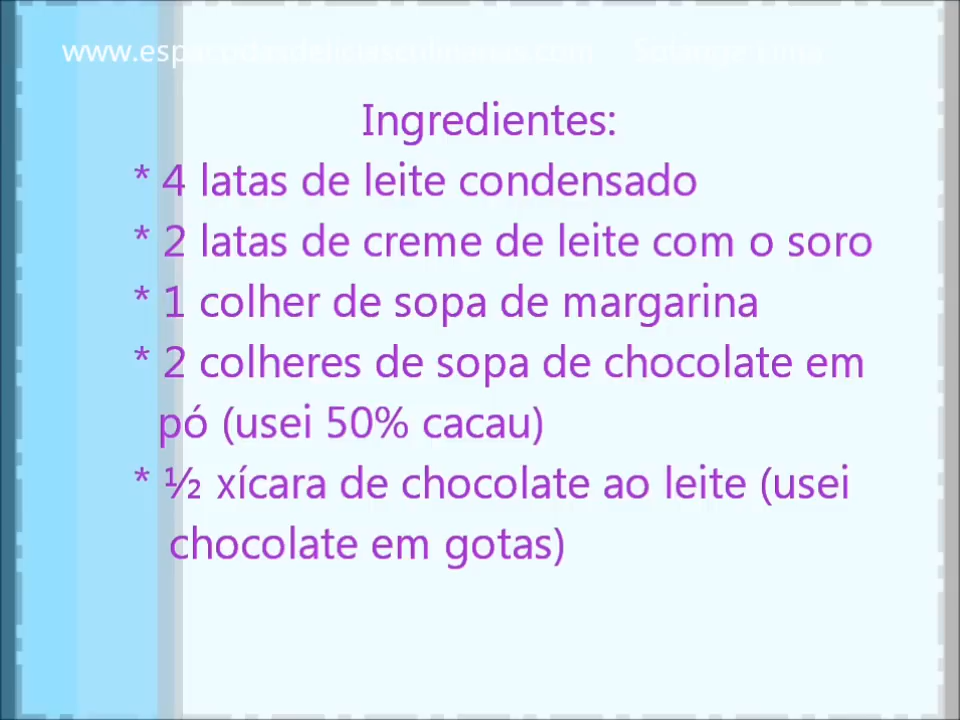 Ingredientes:
* 4 latas de leite condensado
* 2 latas de creme de leite com o soro
* 1 colher de sopa de margarina
* 2 colheres de sopa de chocolate em
pó (usei 50% cacau)
* ½ xícara de chocolate ao leite (usei
chocolate em gotas)